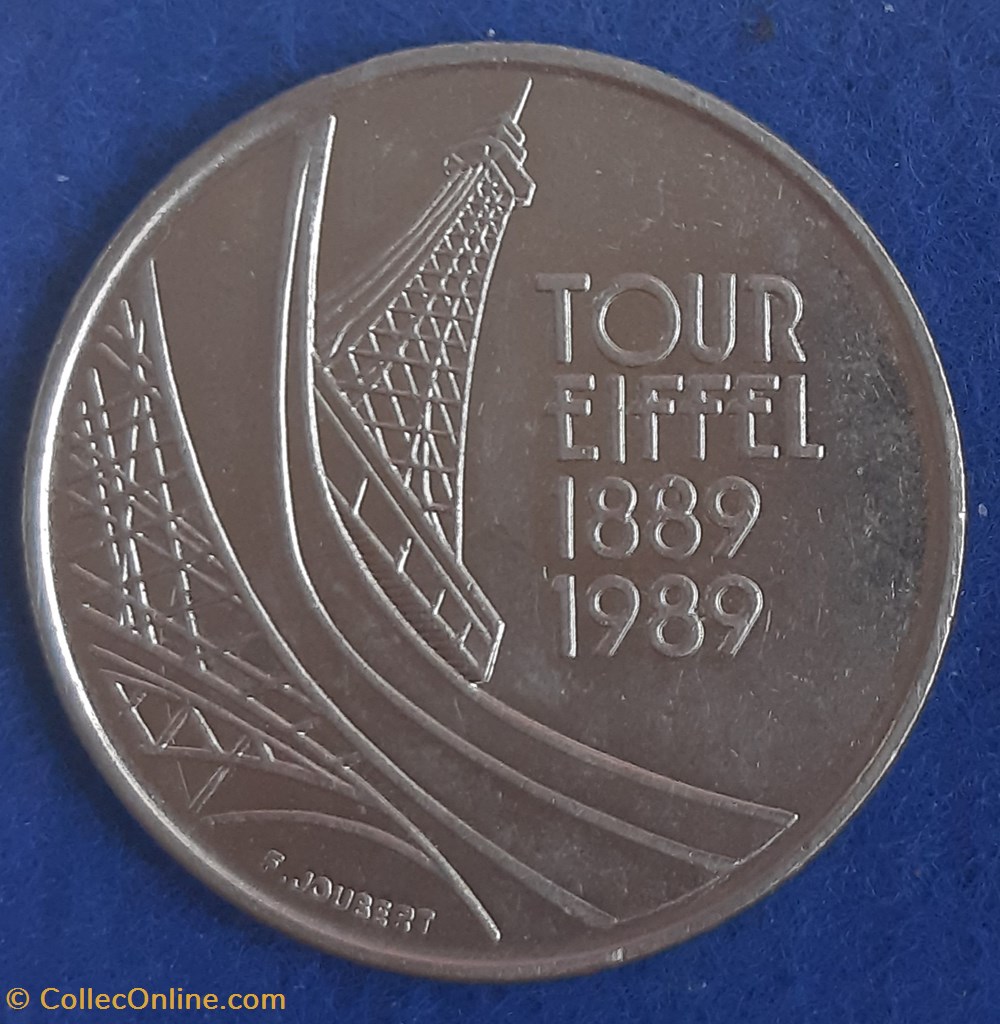 TOUR
EIFFEL
1889
1989
F. JOUBERT
© CollecOnline.com